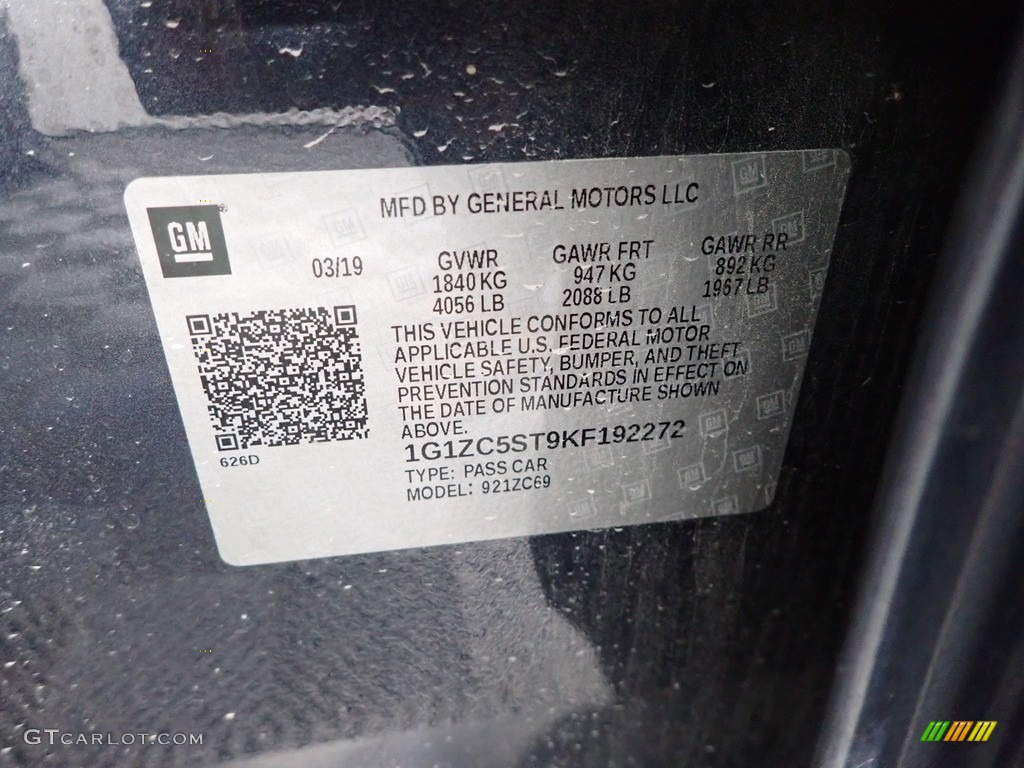 GM
MFD BY GENERAL MOTORS LLC
03/19
GVWR GAWR FRT GAWR RR
1840 KG 947 KG 892 KG
4056 LB 2088 LB 1967 LB
THIS VEHICLE CONFORMS TO ALL
APPLICABLE U.S. FEDERAL MOTOR
VEHICLE SAFETY, BUMPER, AND THEFT
PREVENTION STANDARDS IN EFFECT ON
THE DATE OF MANUFACTURE SHOWN
ABOVE.
1G1ZC5ST9KF192272
TYPE: PASS CAR
MODEL: 921ZC69
626D
GTCARLOT.COM